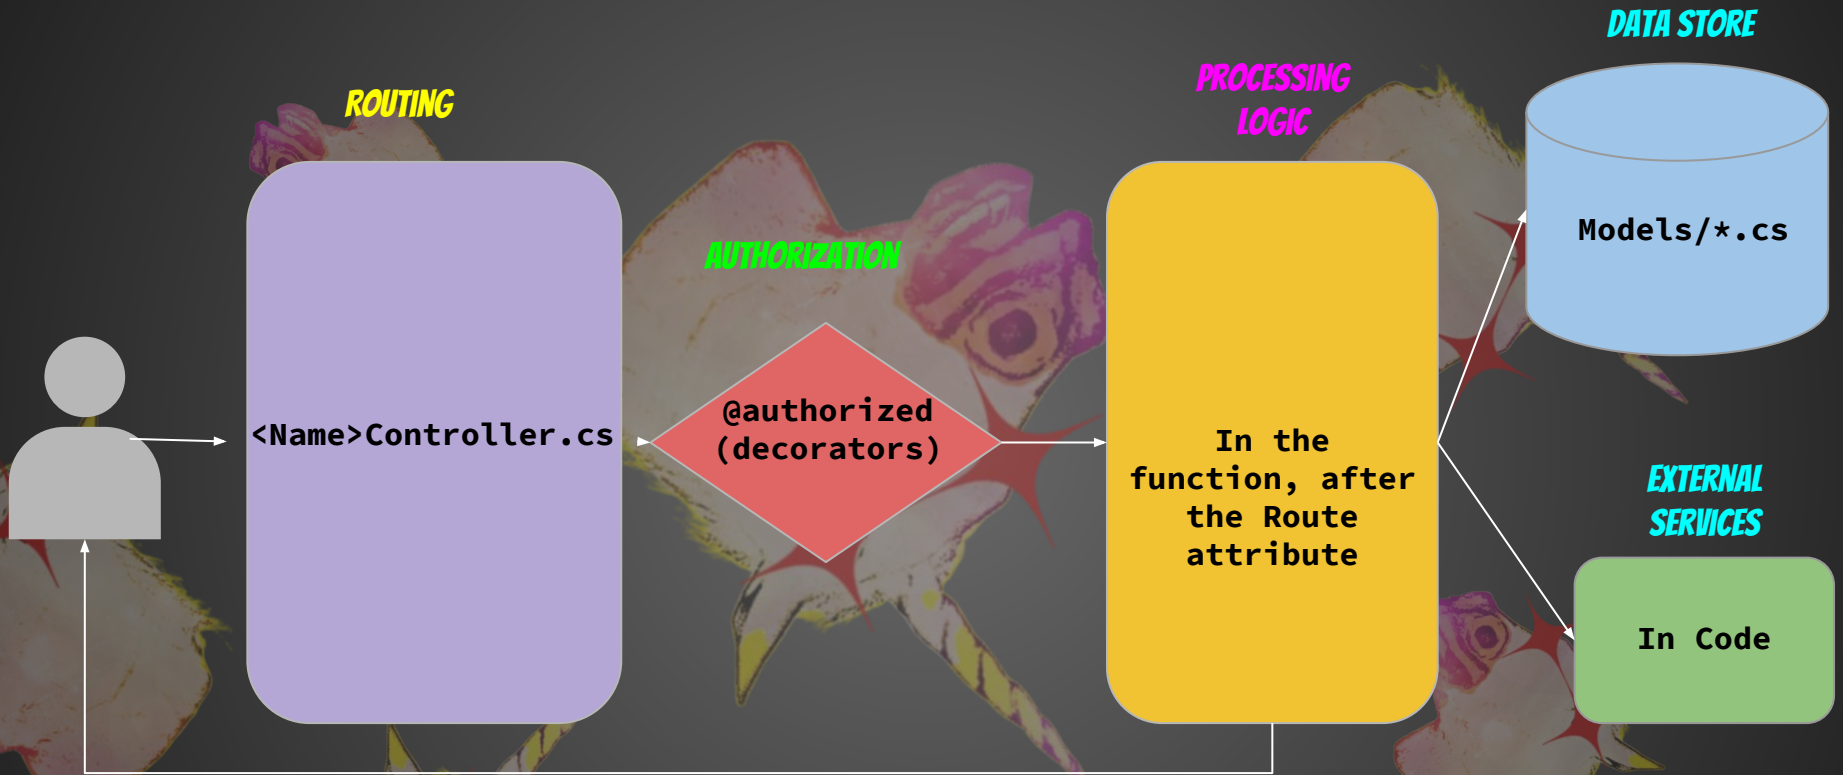 DATA STORE
PROCESSING
LOGIC
ROUTING
Models/*.cs
AUTHORIZATION
@authorized
(decorators)
<Name>Controller.cs
In the
function, after
the Route
attribute
EXTERNAL
SERVICES
In Code